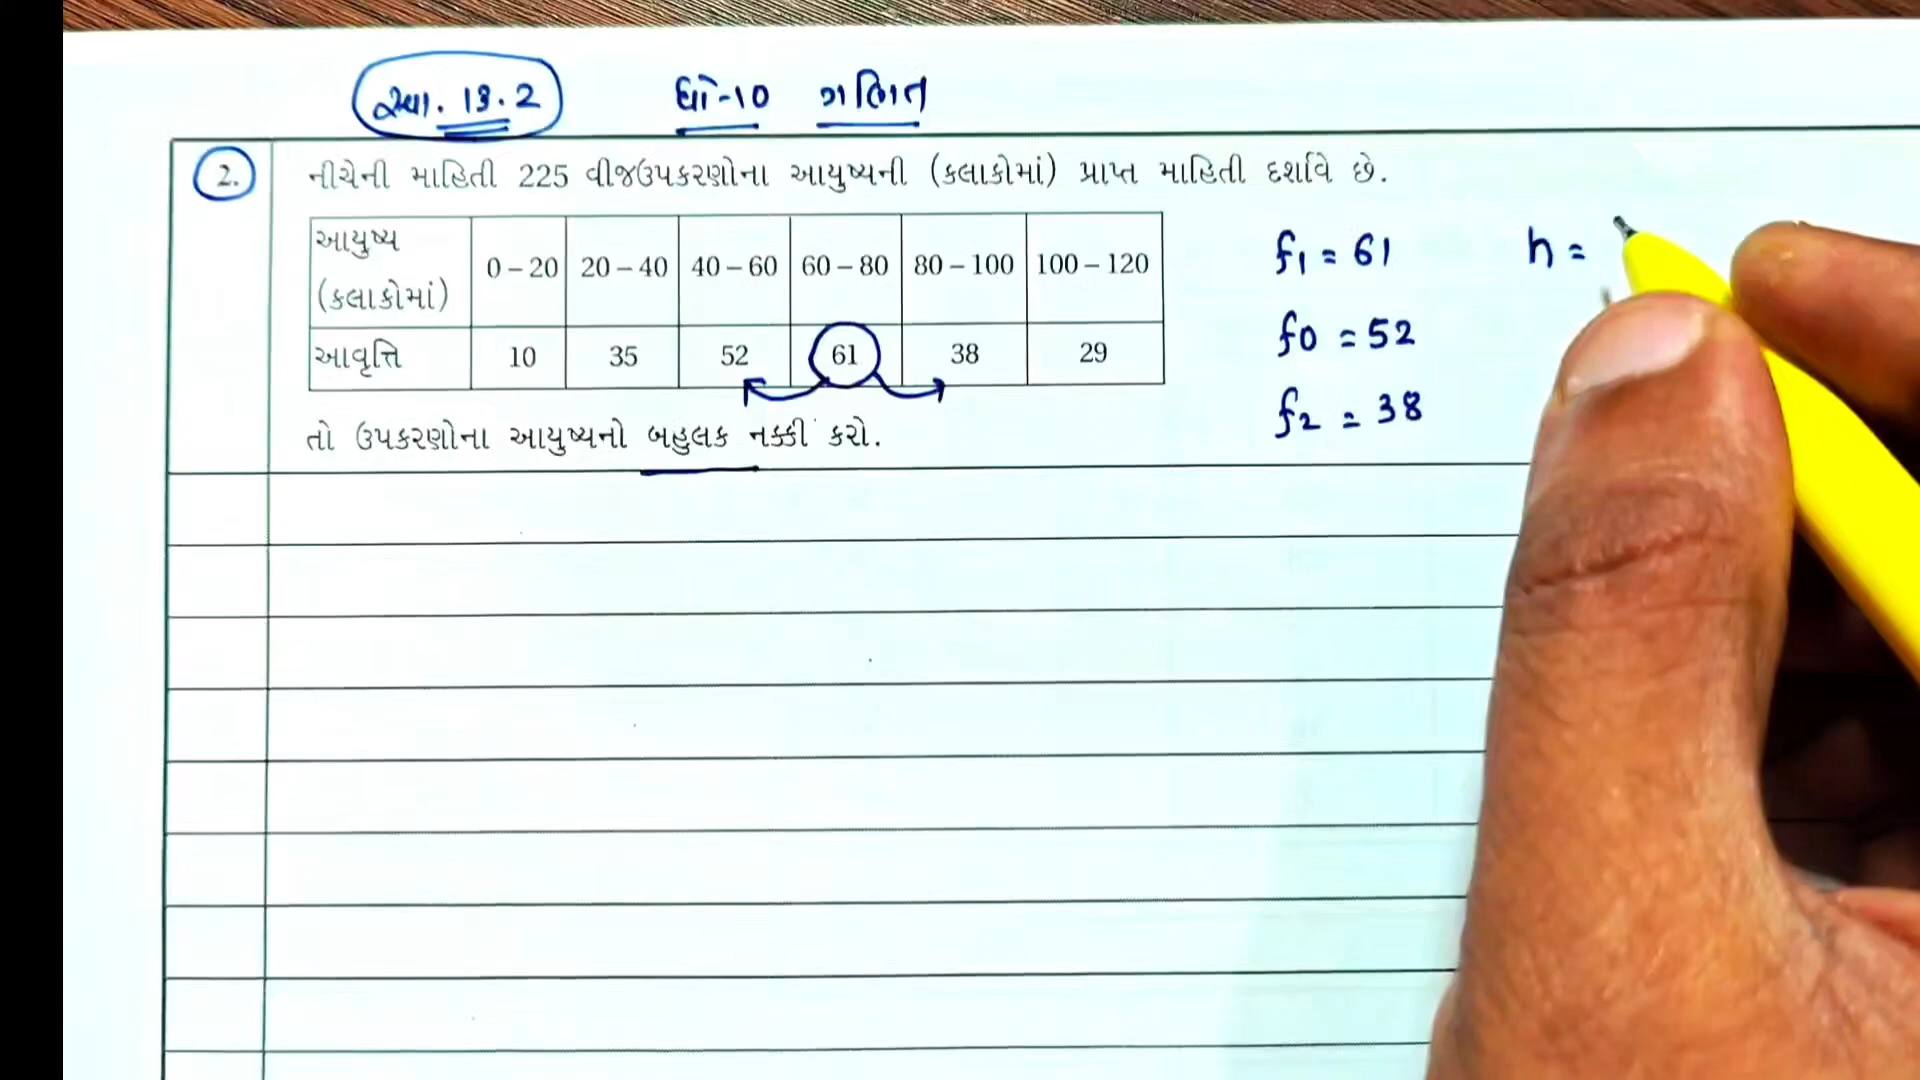 સ્વા. 13.2 ધો-10 ગણિત
2. નીચેની માહિતી 225 વીજઉપકરણોના આયુષ્યની (કલાકોમાં) પ્રાપ્ત માહિતી દર્શાવે છે.
આયુષ્ય (કલાકોમાં) 0 – 20 20 – 40 40 – 60 60 – 80 80 – 100 100 – 120
આવૃત્તિ 10 35 52 61 38 29
તો ઉપકરણોના આયુષ્યનો બહુલક નક્કી કરો.
f1 = 61 h =
f0 = 52
f2 = 38